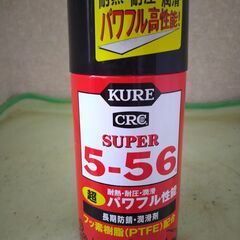 耐熱・耐圧・潤滑
パワフル高性能!!
KURE
CRC
SUPER
5-56
超
耐熱・耐圧・潤滑
パワフル性能
長期防錆・潤滑剤
フッ素樹脂(PTFE)配合